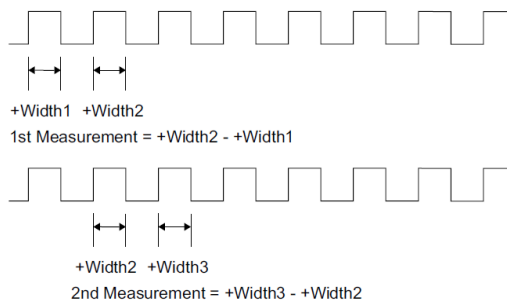 +Width1 +Width2
1st Measurement = +Width2 - +Width1
+Width2 +Width3
2nd Measurement = +Width3 - +Width2